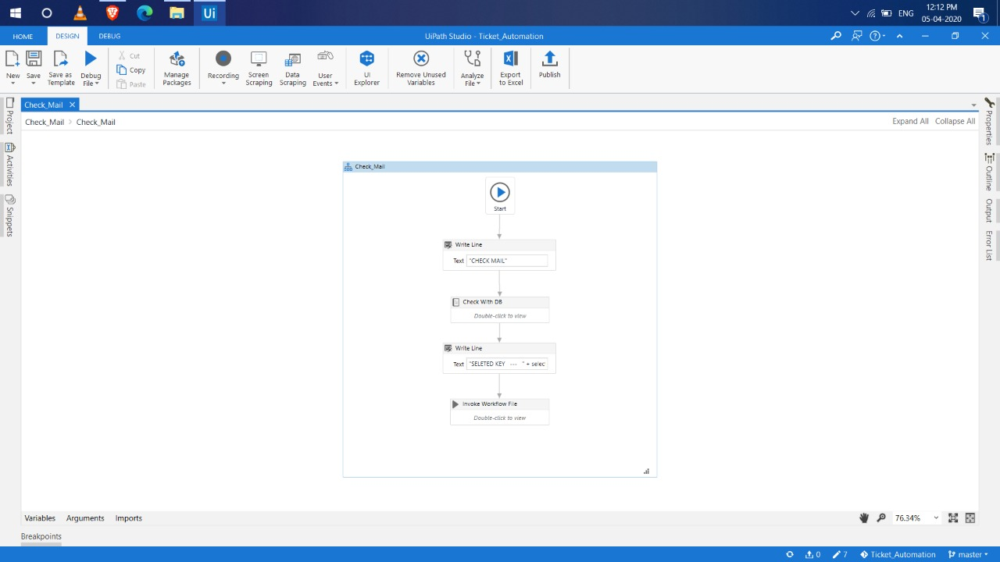 Ui
ENG
12:12 PM
05-04-2020
1
HOME
DESIGN
DEBUG
UiPath Studio - Ticket_Automation
New
Save
Save as
Template
Debug
File
Cut
Copy
Paste
Manage
Packages
Recording
Screen
Scraping
Data
Scraping
User
Events
UI
Explorer
Remove Unused
Variables
Analyze
File
Export
to Excel
Publish
Check_Mail
Check_Mail > Check_Mail
Expand All Collapse All
Project
Activities
Snippets
Properties
Outline
Output
Error List
Check_Mail
Start
Write Line
Text "CHECK MAIL"
Check With DB
Double-click to view
Write Line
Text "SELETED KEY --- " + selec
Invoke Workflow File
Double-click to view
Variables Arguments Imports
76.34%
Breakpoints
0
7
Ticket_Automation
master